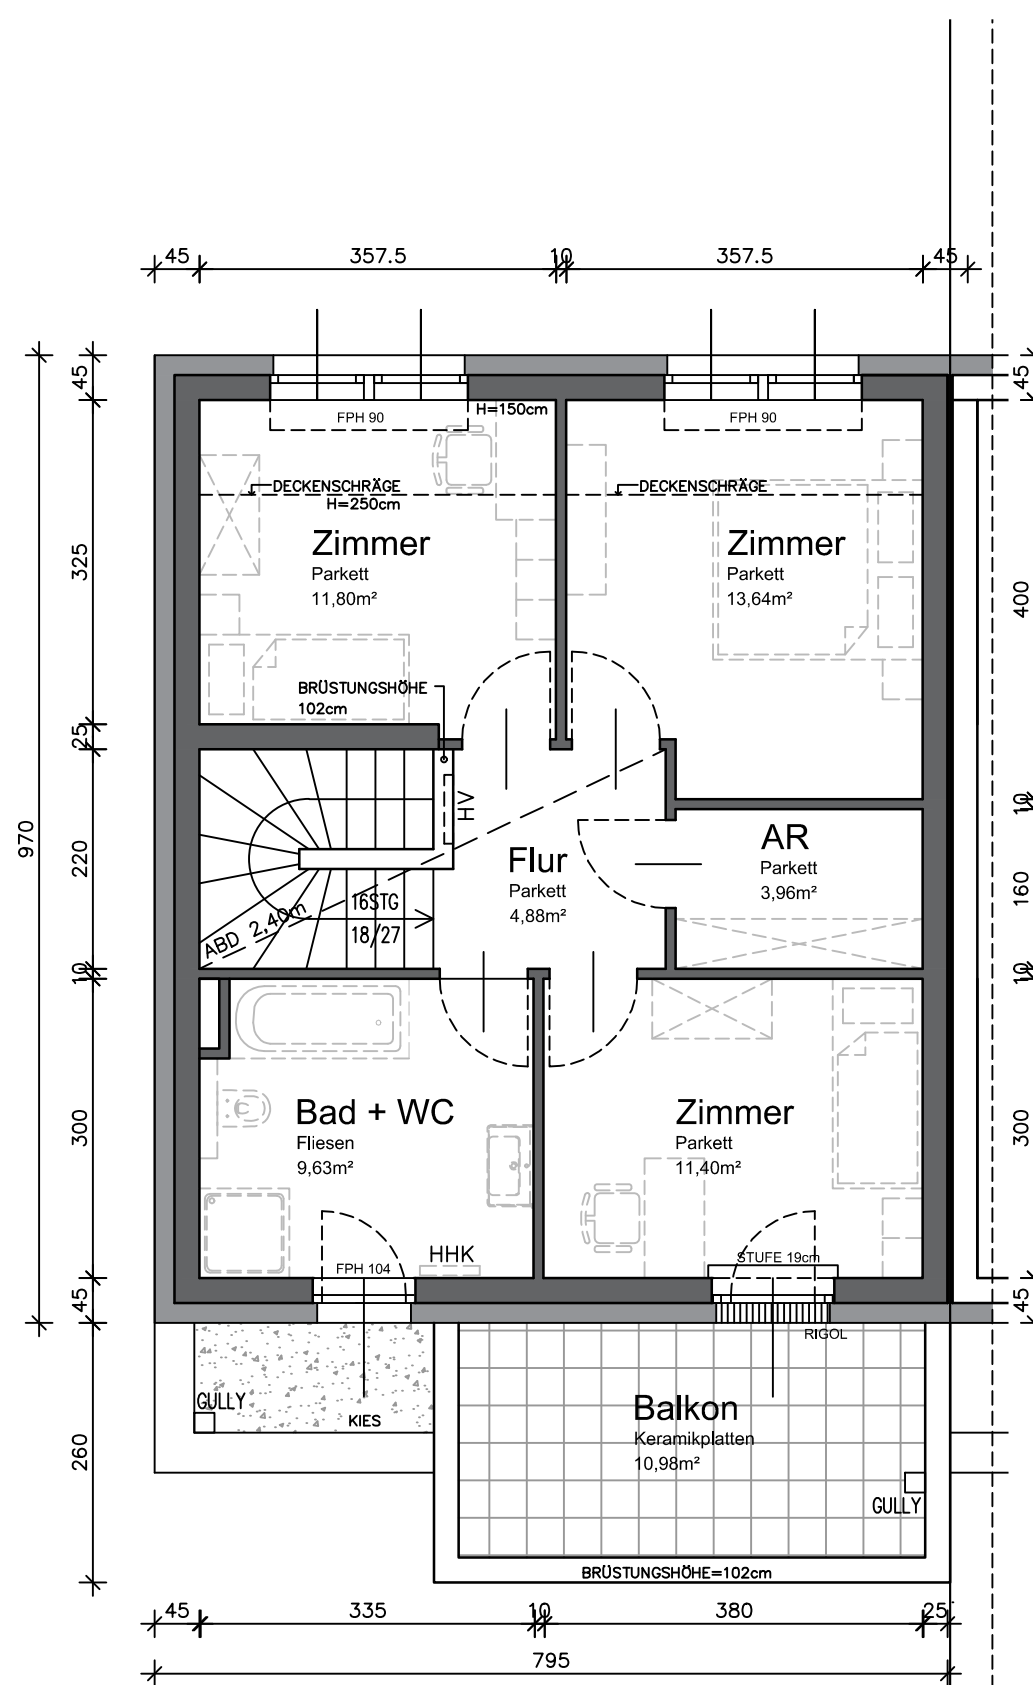 45
357.5
10
357.5
45
45
45
FPH 90
H=150cm
FPH 90
DECKENSCHRÄGE
H=250cm
DECKENSCHRÄGE
Zimmer
Parkett
11,80m²
Zimmer
Parkett
13,64m²
325
400
BRÜSTUNGSHÖHE
102cm
25
HV
10
970
220
Flur
Parkett
4,88m²
AR
Parkett
3,96m²
160
ABD 2,40m
16STG
18/27
10
10
Bad + WC
Fliesen
9,63m²
Zimmer
Parkett
11,40m²
300
300
HHK
FPH 104
STUFE 19cm
45
45
RIGOL
GULLY
KIES
Balkon
Keramikplatten
10,98m²
260
GULLY
BRÜSTUNGSHÖHE=102cm
45
335
10
380
25
795